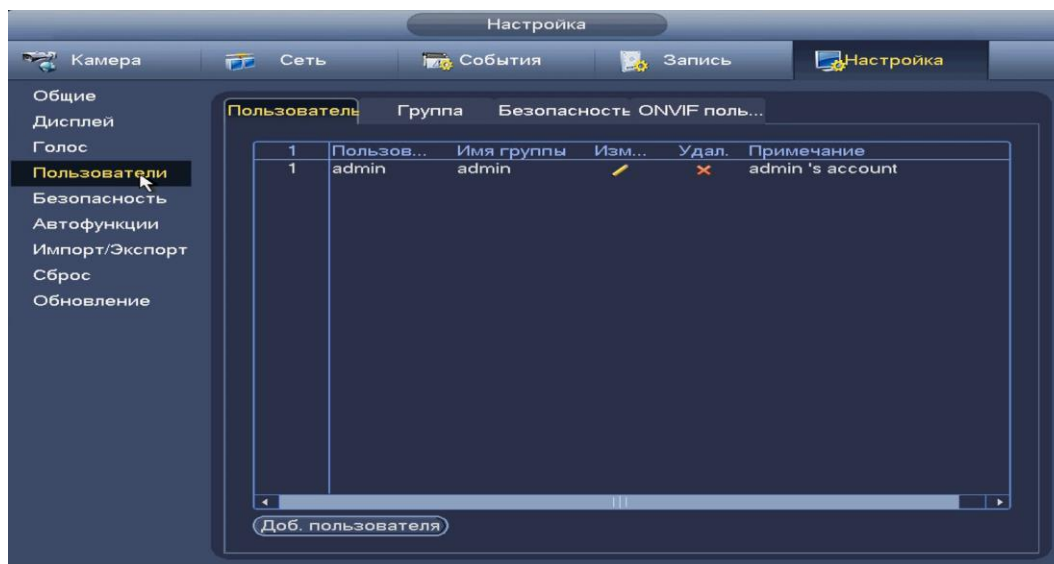 Настройка
Камера Сеть События Запись Настройка
Общие
Дисплей
Голос
Пользователи
Безопасность
Автофункции
Импорт/Экспорт
Сброс
Обновление
Пользователь Группа Безопасность ONVIF поль...
1 Пользов... Имя группы Изм... Удал. Примечание
1 admin admin admin 's account
Доб. пользователя